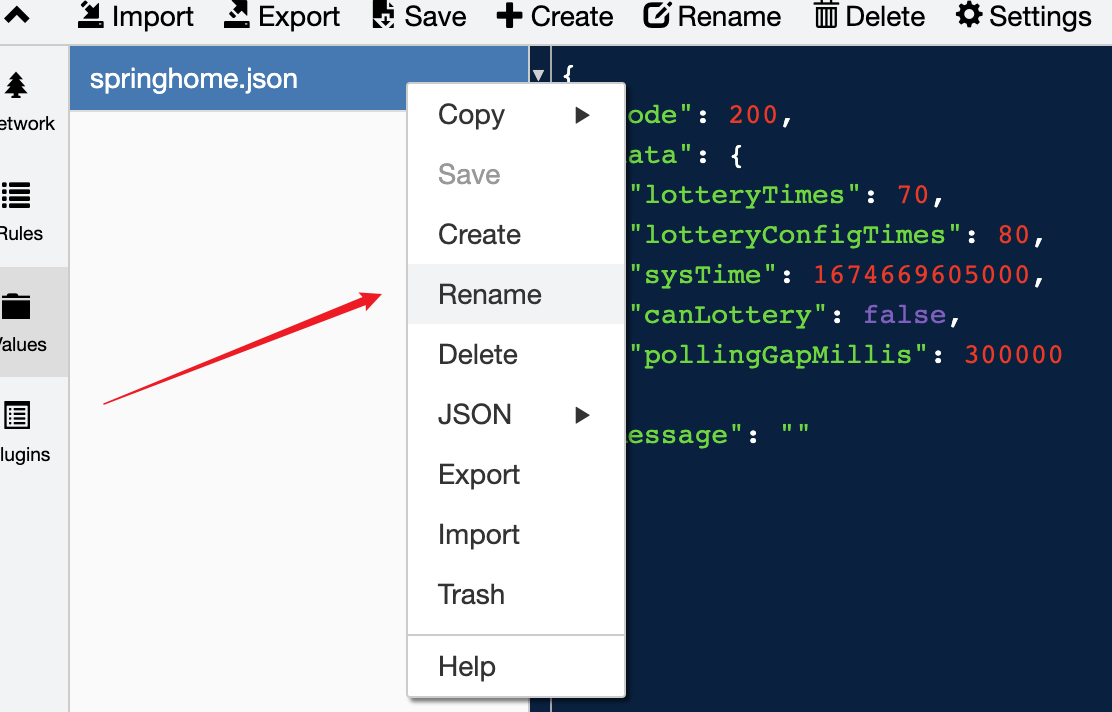 Import Export Save Create Rename Delete Settings
etwork
Rules
alues
lugins
springhome.json
Copy
Save
Create
Rename
Delete
JSON
Export
Import
Trash
Help
{
ode": 200,
ata": {
"lotteryTimes": 70,
"lotteryConfigTimes": 80,
"sysTime": 1674669605000,
"canLottery": false,
"pollingGapMillis": 300000
essage": ""